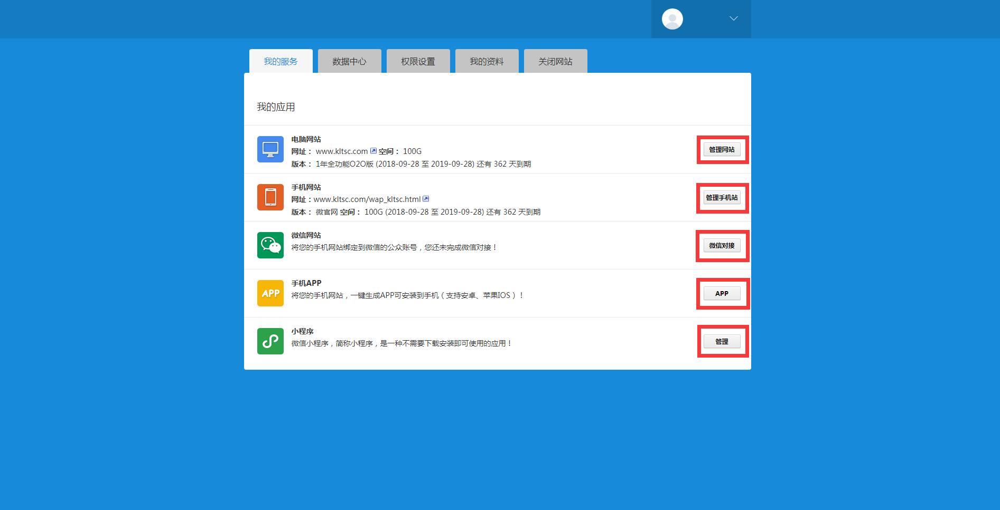 我的服务 数据中心 权限设置 我的资料 关闭网站
我的应用
电脑网站
网址： www.kltsc.com 空间： 100G
版本： 1年全功能O2O版 (2018-09-28 至 2019-09-28) 还有 362 天到期
管理网站
手机网站
网址：www.kltsc.com/wap_kltsc.html
版本： 微官网 空间： 100G (2018-09-28 至 2019-09-28) 还有 362 天到期
管理手机站
微信网站
将您的手机网站绑定到微信的公众账号，您还未完成微信对接！
微信对接
APP
手机APP
将您的手机网站，一键生成APP可安装到手机（支持安卓、苹果IOS）！
APP
小程序
微信小程序，简称小程序，是一种不需要下载安装即可使用的应用！
管理